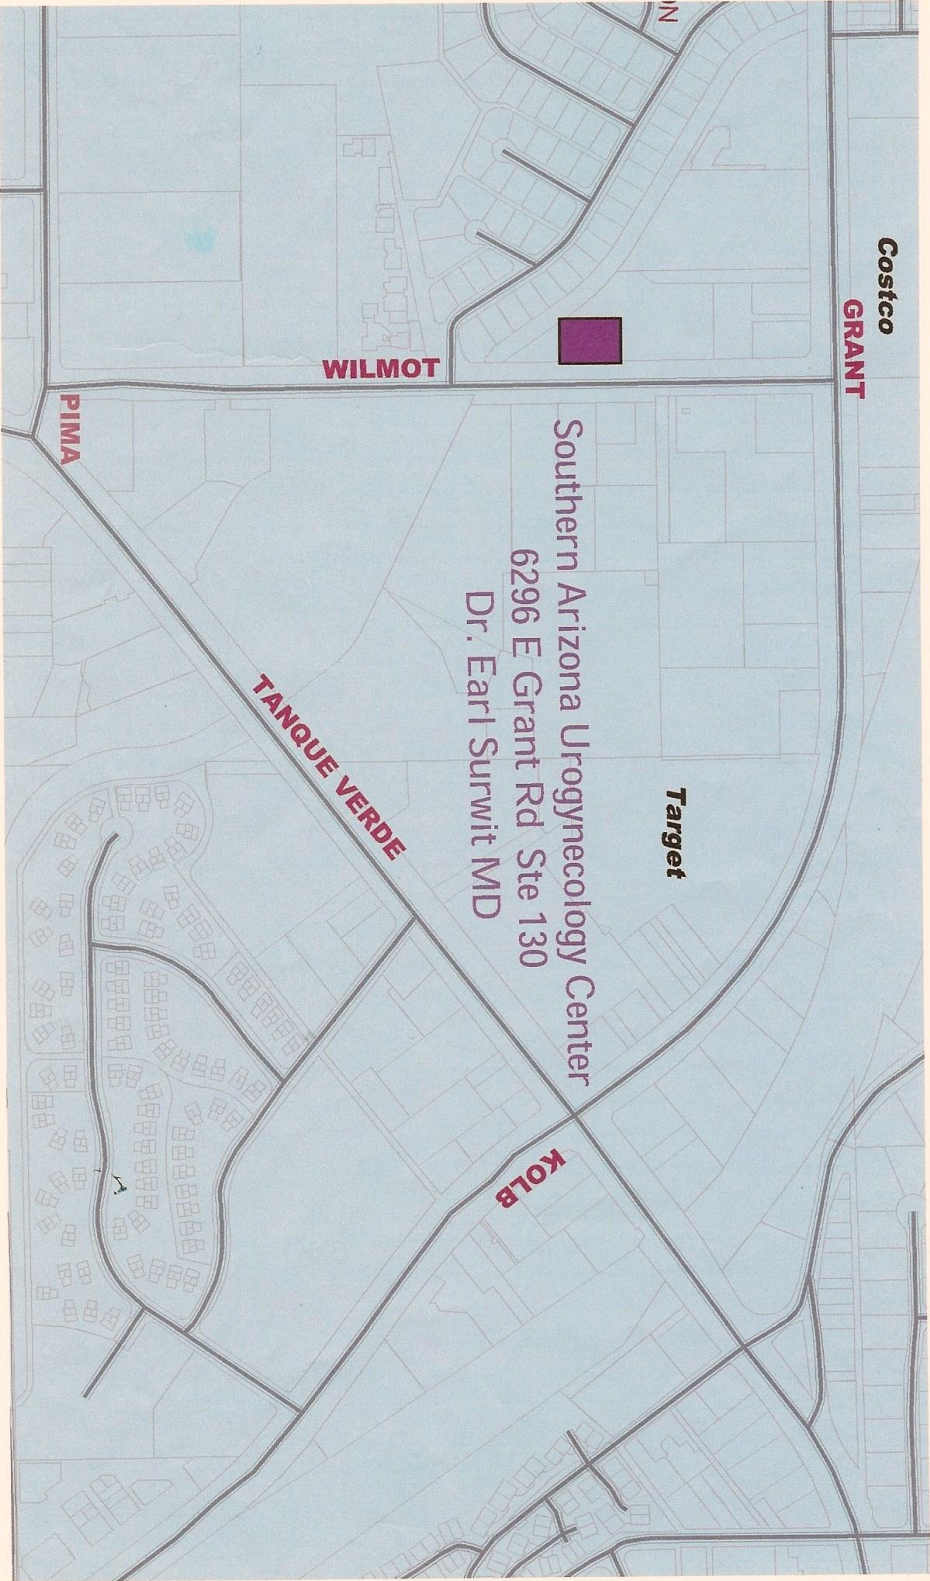 Costco
GRANT
ON
WILMOT
PIMA
Southern Arizona Urogynecology Center
6296 E Grant Rd Ste 130
Dr. Earl Surwit MD
Target
TANQUE VERDE
KOLB